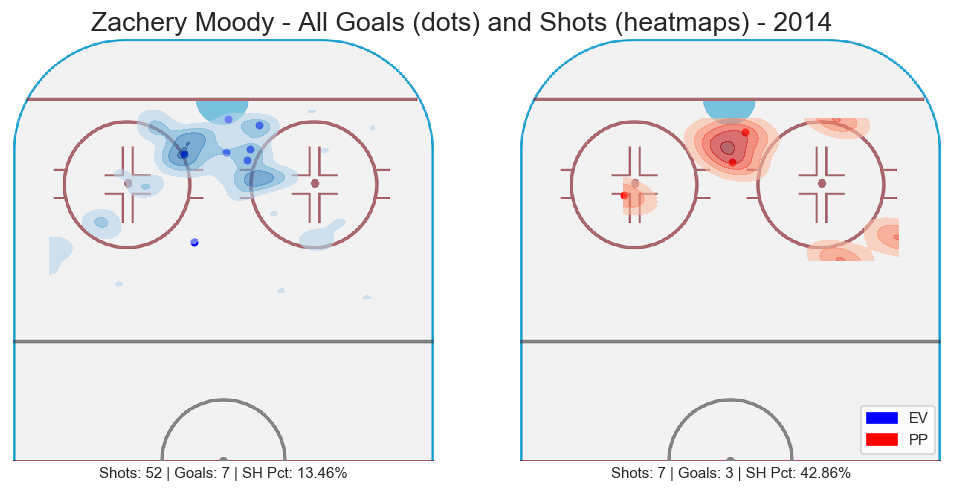 Zachery Moody - All Goals (dots) and Shots (heatmaps) - 2014
EV
PP
Shots: 52 | Goals: 7 | SH Pct: 13.46%
Shots: 7 | Goals: 3 | SH Pct: 42.86%